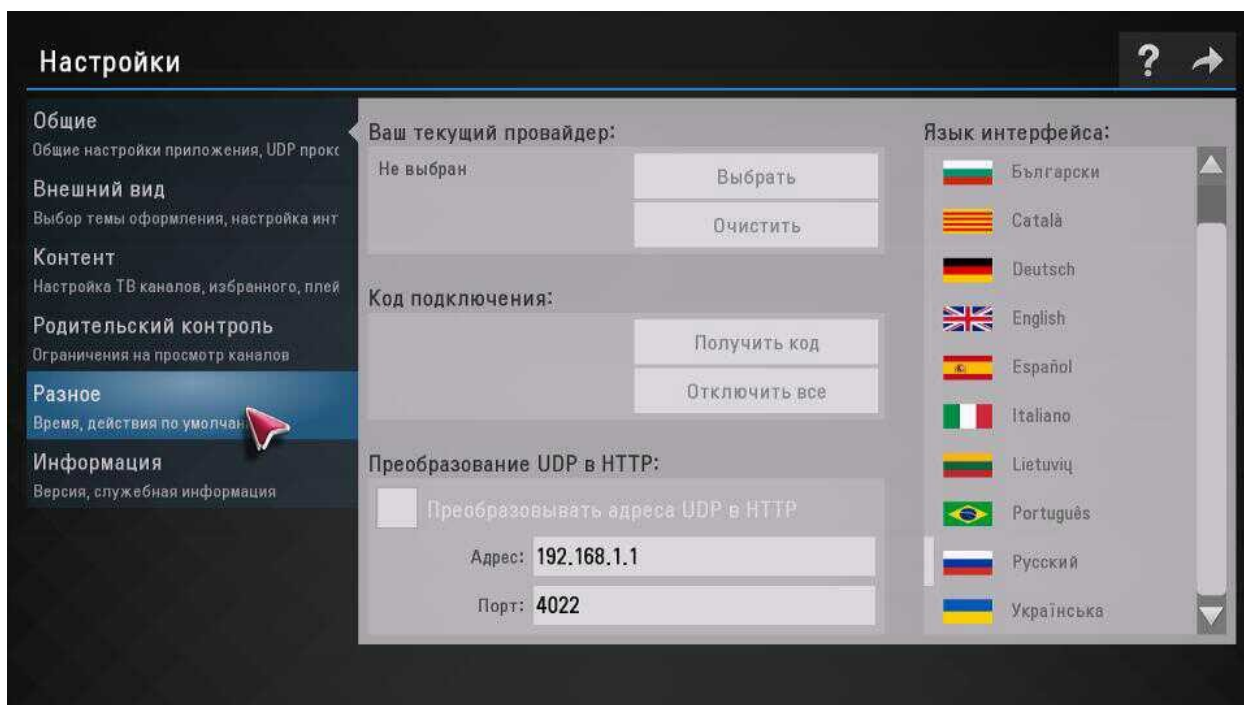 Настройки
?
Общие
Общие настройки приложения, UDP прокс
Внешний вид
Выбор темы оформления, настройка инт
Контент
Настройка ТВ каналов, избранного, плей
Родительский контроль
Ограничения на просмотр каналов
Разное
Время, действия по умолчан
Информация
Версия, служебная информация
Ваш текущий провайдер:
Не выбран
Выбрать
Очистить
Код подключения:
Получить код
Отключить все
Преобразование UDP в HTTP:
Преобразовывать адреса UDP в HTTP
Адрес: 192.168.1.1
Порт: 4022
Язык интерфейса:
Български
Català
Deutsch
English
Español
Italiano
Lietuvių
Português
Русский
Українська